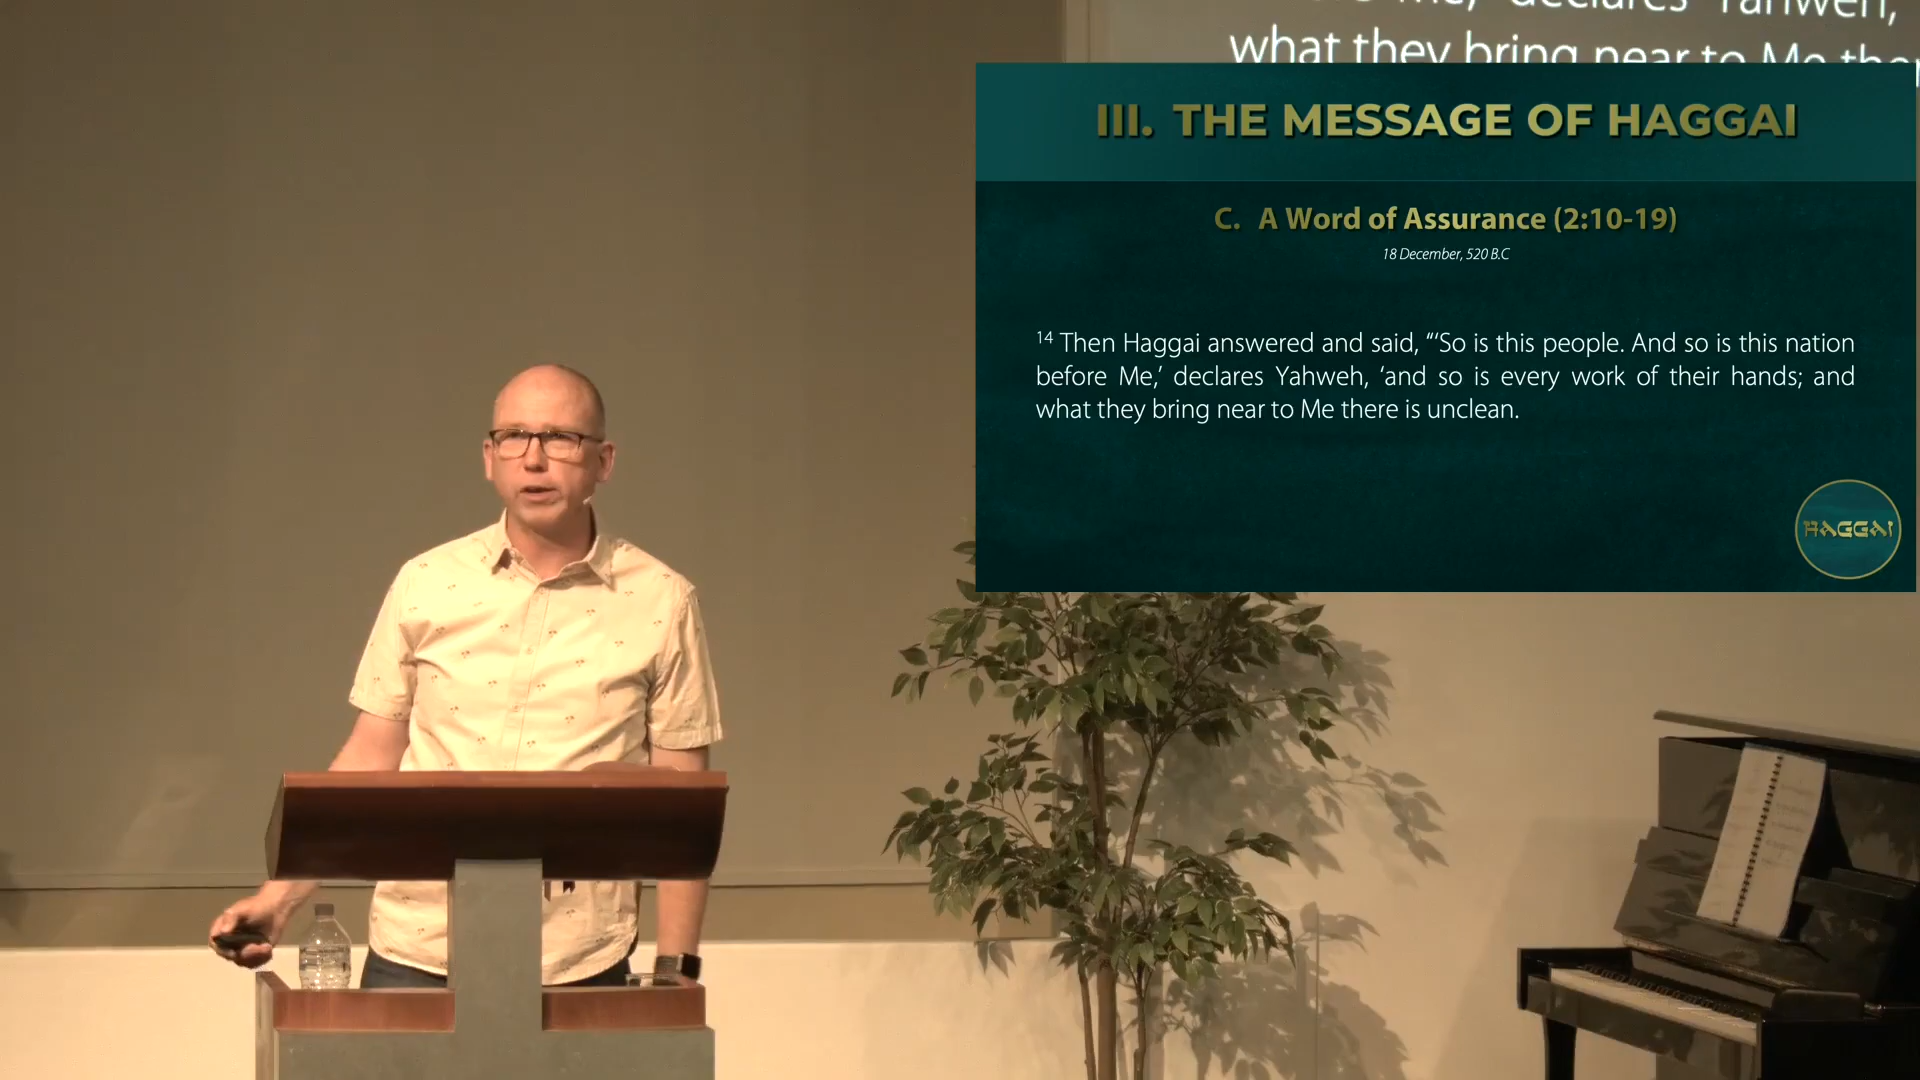 declares Yahweh,
what they bring near to Me
III. THE MESSAGE OF HAGGAI
C. A Word of Assurance (2:10-19)
18 December, 520 B.C
14 Then Haggai answered and said, “‘So is this people. And so is this nation
before Me,’ declares Yahweh, ‘and so is every work of their hands; and
what they bring near to Me there is unclean.
HAGGAI